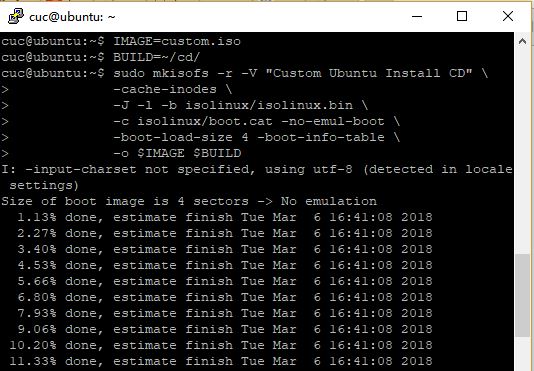 cuc@ubuntu: ~
cuc@ubuntu:~$ IMAGE=custom.iso
cuc@ubuntu:~$ BUILD=~/cd/
cuc@ubuntu:~$ sudo mkisofs -r -V "Custom Ubuntu Install CD" \
>             -cache-inodes \
>             -J -l -b isolinux/isolinux.bin \
>             -c isolinux/boot.cat -no-emul-boot \
>             -boot-load-size 4 -boot-info-table \
>             -o $IMAGE $BUILD
I: -input-charset not specified, using utf-8 (detected in locale
 settings)
Size of boot image is 4 sectors -> No emulation
  1.13% done, estimate finish Tue Mar  6 16:41:08 2018
  2.27% done, estimate finish Tue Mar  6 16:41:08 2018
  3.40% done, estimate finish Tue Mar  6 16:41:08 2018
  4.53% done, estimate finish Tue Mar  6 16:41:08 2018
  5.66% done, estimate finish Tue Mar  6 16:41:08 2018
  6.80% done, estimate finish Tue Mar  6 16:41:08 2018
  7.93% done, estimate finish Tue Mar  6 16:41:08 2018
  9.06% done, estimate finish Tue Mar  6 16:41:08 2018
 10.20% done, estimate finish Tue Mar  6 16:41:08 2018
 11.33% done, estimate finish Tue Mar  6 16:41:08 2018